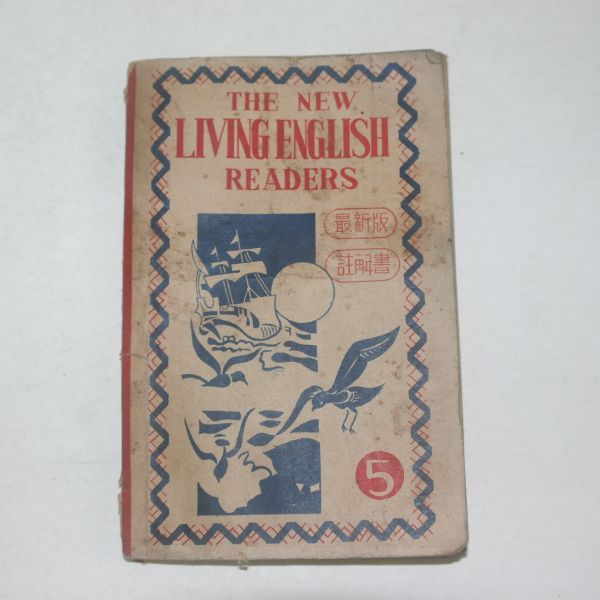 THE NEW
LIVING ENGLISH
READERS
最新版
註解書
5